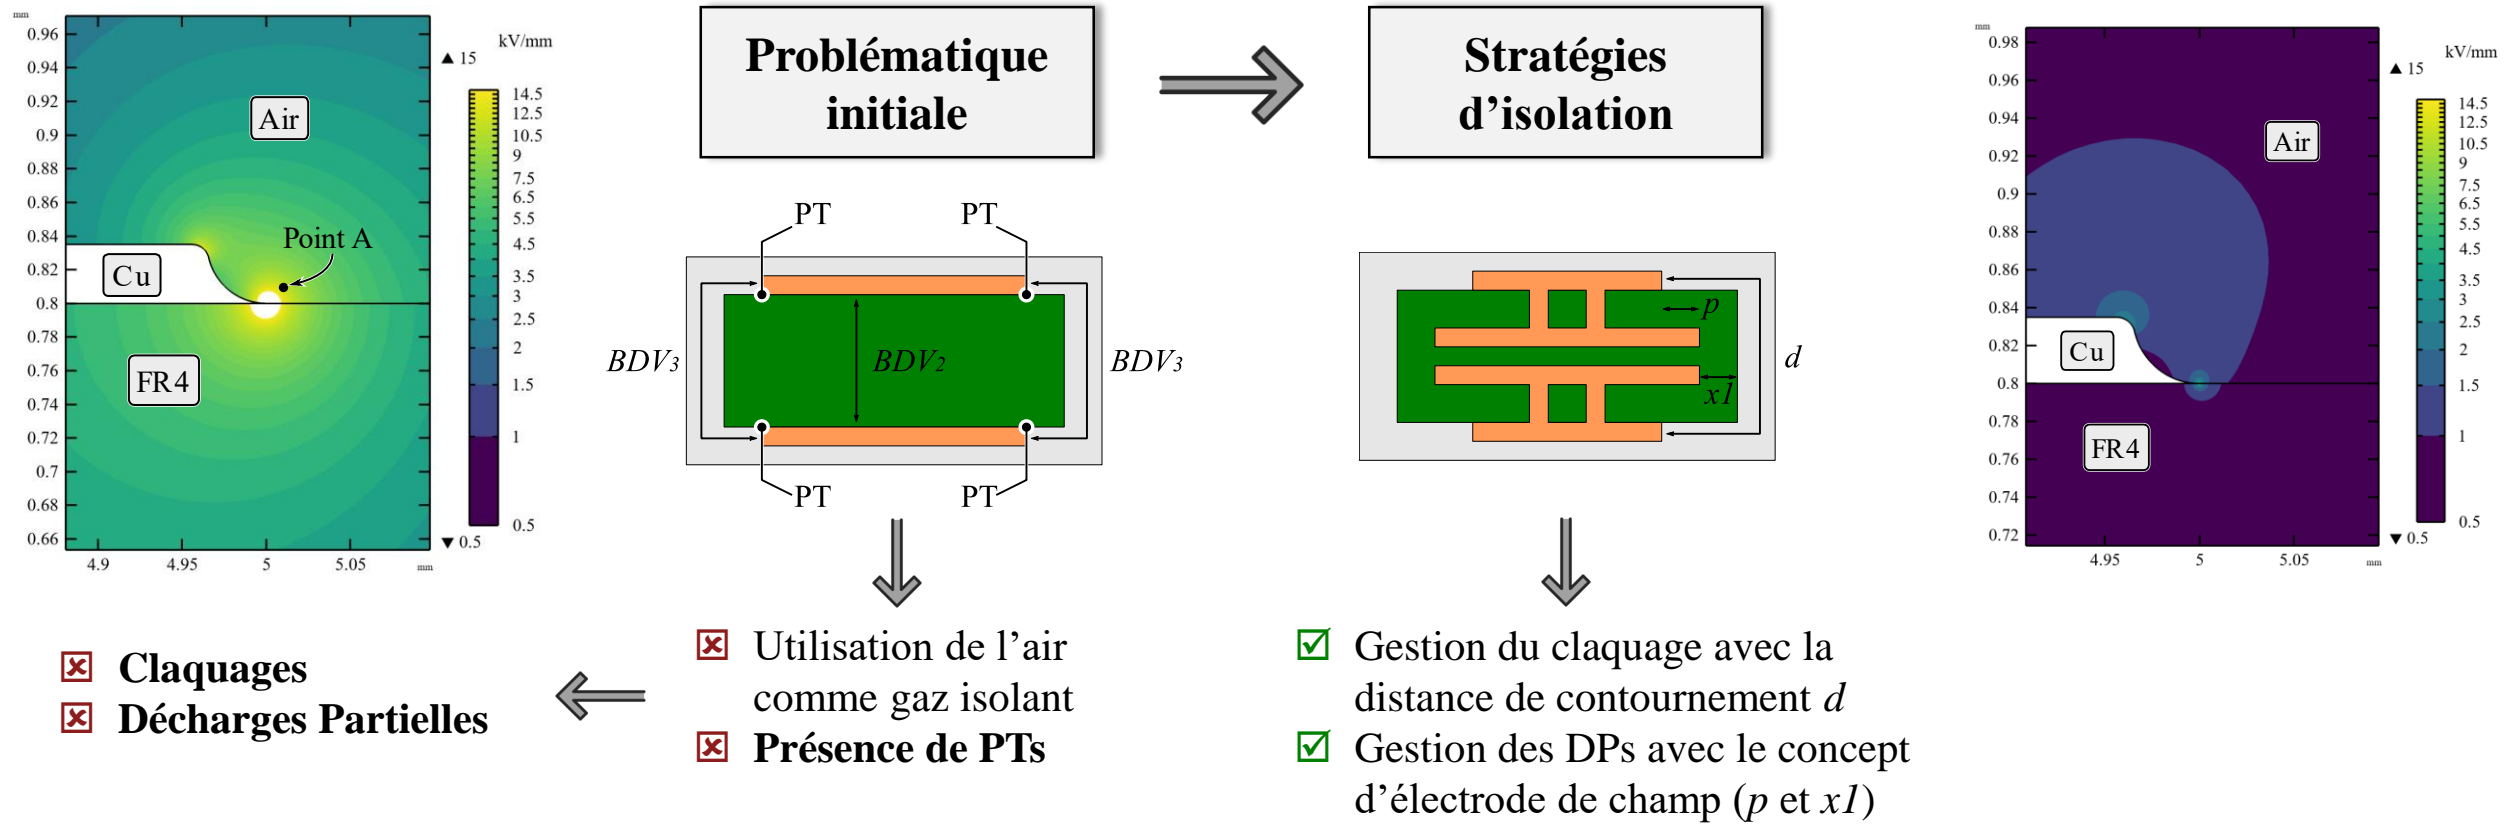 mm
0.96
0.94
0.92
0.9
0.88
0.86
0.84
0.82
0.8
0.78
0.76
0.74
0.72
0.7
0.68
0.66
4.9
4.95
5
5.05
mm
Air
Point A
Cu
FR4
kV/mm
▲ 15
14.5
12.5
10.5
9
7.5
6.5
5.5
4.5
3.5
3
2.5
2
1.5
1
0.5
▼ 0.5
Problématique
initiale
Stratégies
d’isolation
PT
PT
BDV3
BDV2
BDV3
PT
PT
p
d
x1
mm
0.98
0.96
0.94
0.92
0.9
0.88
0.86
0.84
0.82
0.8
0.78
0.76
0.74
0.72
4.95
5
5.05
mm
Air
Cu
FR4
kV/mm
▲ 15
14.5
12.5
10.5
9
7.5
6.5
5.5
4.5
3.5
3
2.5
2
1.5
1
0.5
▼ 0.5
Claquages
Décharges Partielles
Utilisation de l’air
comme gaz isolant
Présence de PTs
Gestion du claquage avec la
distance de contournement d
Gestion des DPs avec le concept
d’électrode de champ (p et x1)